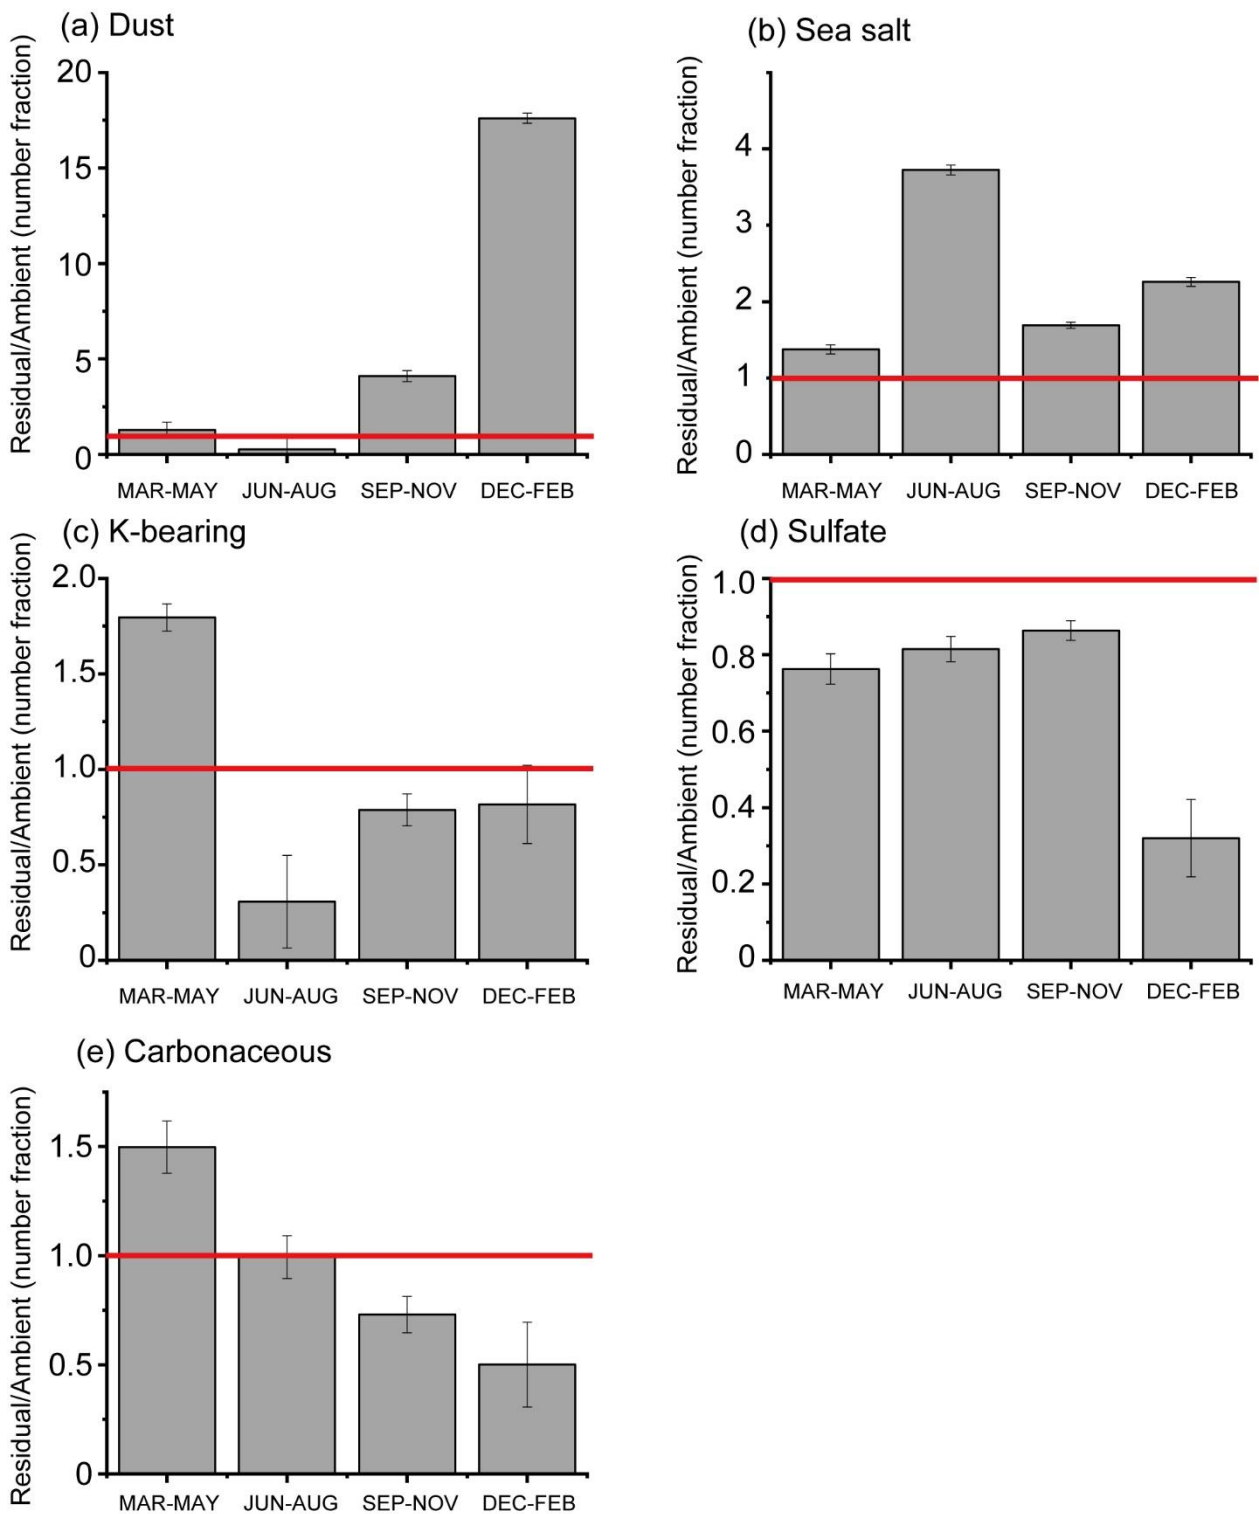 (a) Dust
Residual/Ambient (number fraction)
20
15
10
5
0
MAR-MAY JUN-AUG SEP-NOV DEC-FEB
(b) Sea salt
Residual/Ambient (number fraction)
4
3
2
1
0
MAR-MAY JUN-AUG SEP-NOV DEC-FEB
(c) K-bearing
Residual/Ambient (number fraction)
2.0
1.5
1.0
0.5
0
MAR-MAY JUN-AUG SEP-NOV DEC-FEB
(d) Sulfate
Residual/Ambient (number fraction)
1.0
0.8
0.6
0.4
0.2
0
MAR-MAY JUN-AUG SEP-NOV DEC-FEB
(e) Carbonaceous
Residual/Ambient (number fraction)
1.5
1.0
0.5
0
MAR-MAY JUN-AUG SEP-NOV DEC-FEB